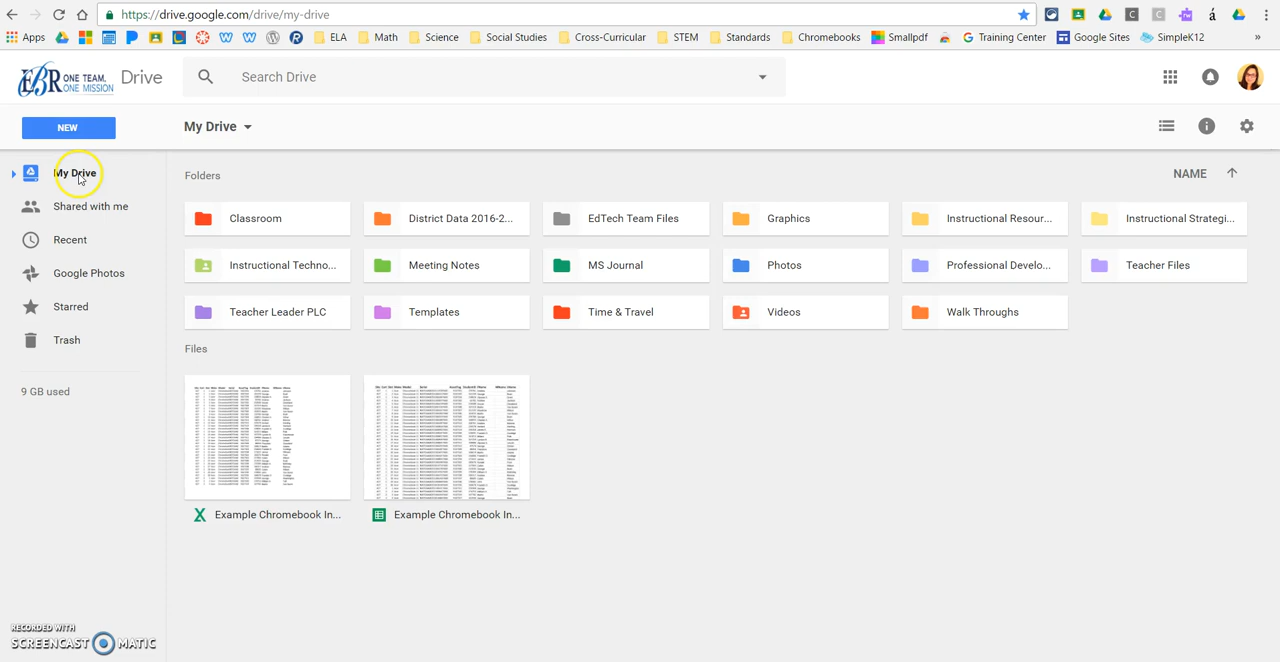 https://drive.google.com/drive/my-drive
Apps ELA Math Science Social Studies Cross-Curricular STEM Standards Chromebooks Smallpdf Training Center Google Sites SimpleK12 »
EBR ONE TEAM, ONE MISSION Drive Search Drive
NEW My Drive
My Drive
Shared with me
Recent
Google Photos
Starred
Trash
9 GB used
Folders NAME
Classroom District Data 2016-2... EdTech Team Files Graphics Instructional Resour... Instructional Strategi...
Instructional Techno... Meeting Notes MS Journal Photos Professional Develo... Teacher Files
Teacher Leader PLC Templates Time & Travel Videos Walk Throughs
Files
Example Chromebook In... Example Chromebook In...
RECORDED WITH
SCREENCAST MATIC